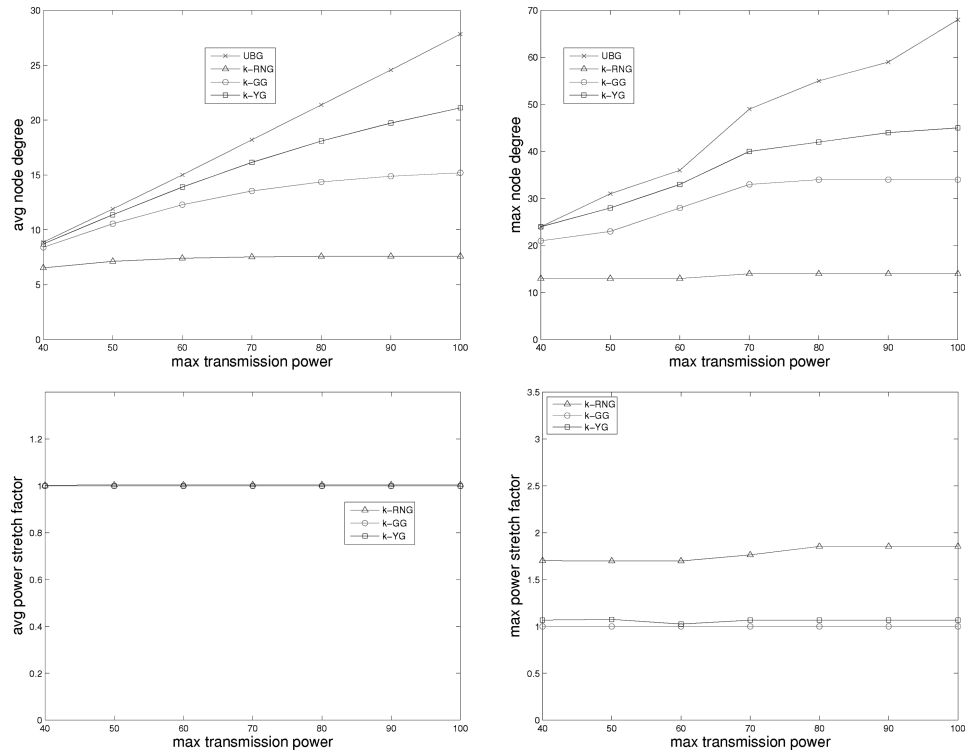 30
25
20
15
10
5
0
avg node degree
UBG
k-RNG
k-GG
k-YG
40 50 60 70 80 90 100
max transmission power
70
60
50
40
30
20
10
0
max node degree
UBG
k-RNG
k-GG
k-YG
40 50 60 70 80 90 100
max transmission power
1.2
1
0.8
0.6
0.4
0.2
0
avg power stretch factor
k-RNG
k-GG
k-YG
40 50 60 70 80 90 100
max transmission power
3.5
3
2.5
2
1.5
1
0.5
0
max power stretch factor
k-RNG
k-GG
k-YG
40 50 60 70 80 90 100
max transmission power